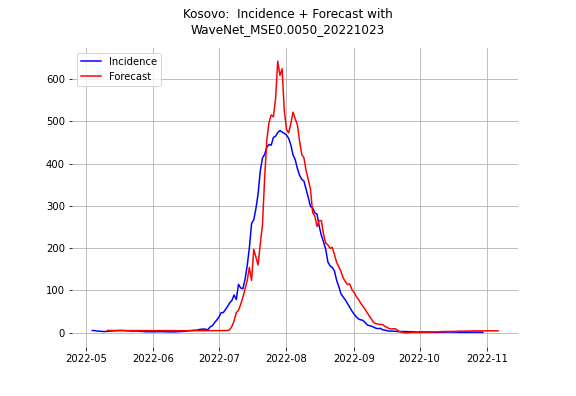 Kosovo:  Incidence + Forecast with
WaveNet_MSE0.0050_20221023
Incidence
Forecast
600
500
400
300
200
100
0
2022-05 2022-06 2022-07 2022-08 2022-09 2022-10 2022-11